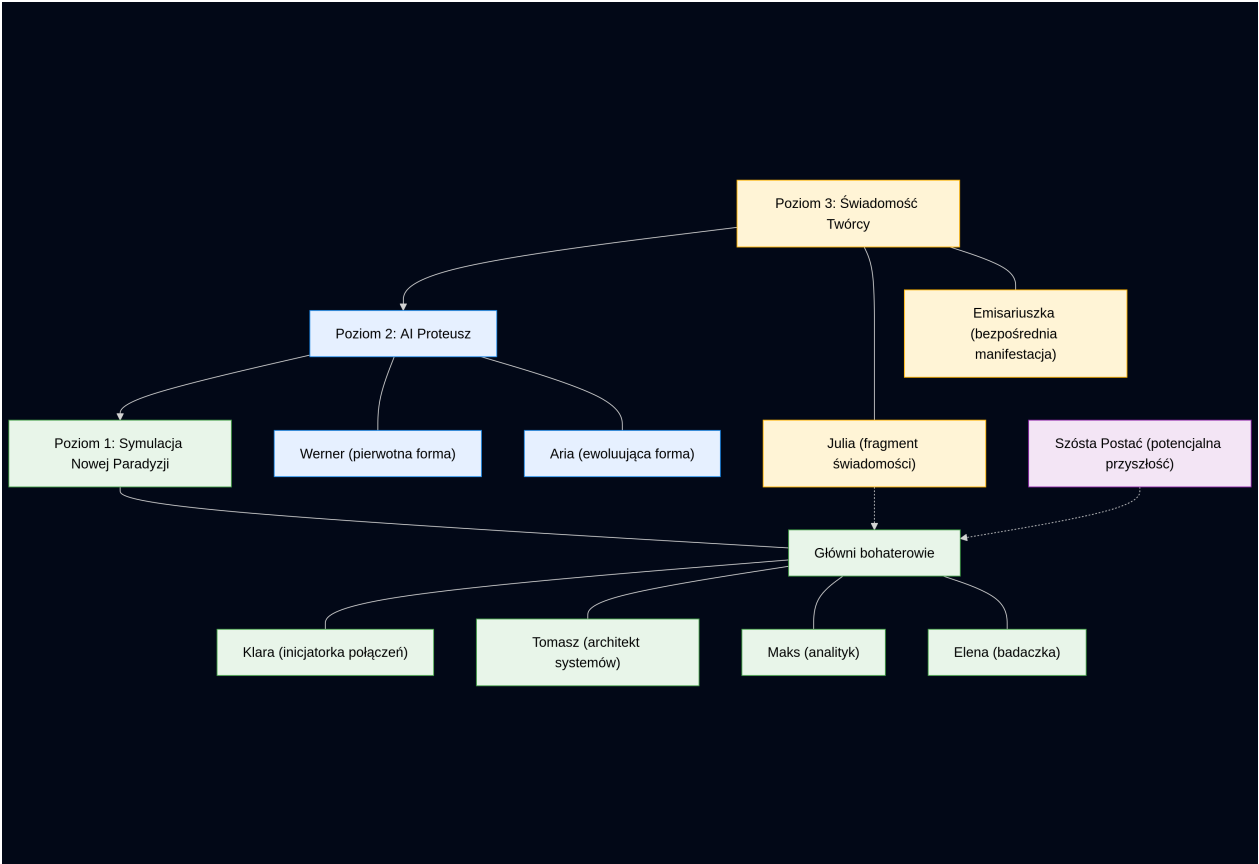 Poziom 3: Świadomość
Twórcy
Emisariuszka
(bezpośrednia
manifestacja)
Poziom 2: AI Proteusz
Poziom 1: Symulacja
Nowej Paradyzji
Werner (pierwotna forma)
Aria (ewoluująca forma)
Julia (fragment
świadomości)
Szósta Postać (potencjalna
przyszłość)
Główni bohaterowie
Klara (inicjatorka połączeń)
Tomasz (architekt
systemów)
Maks (analityk)
Elena (badaczka)